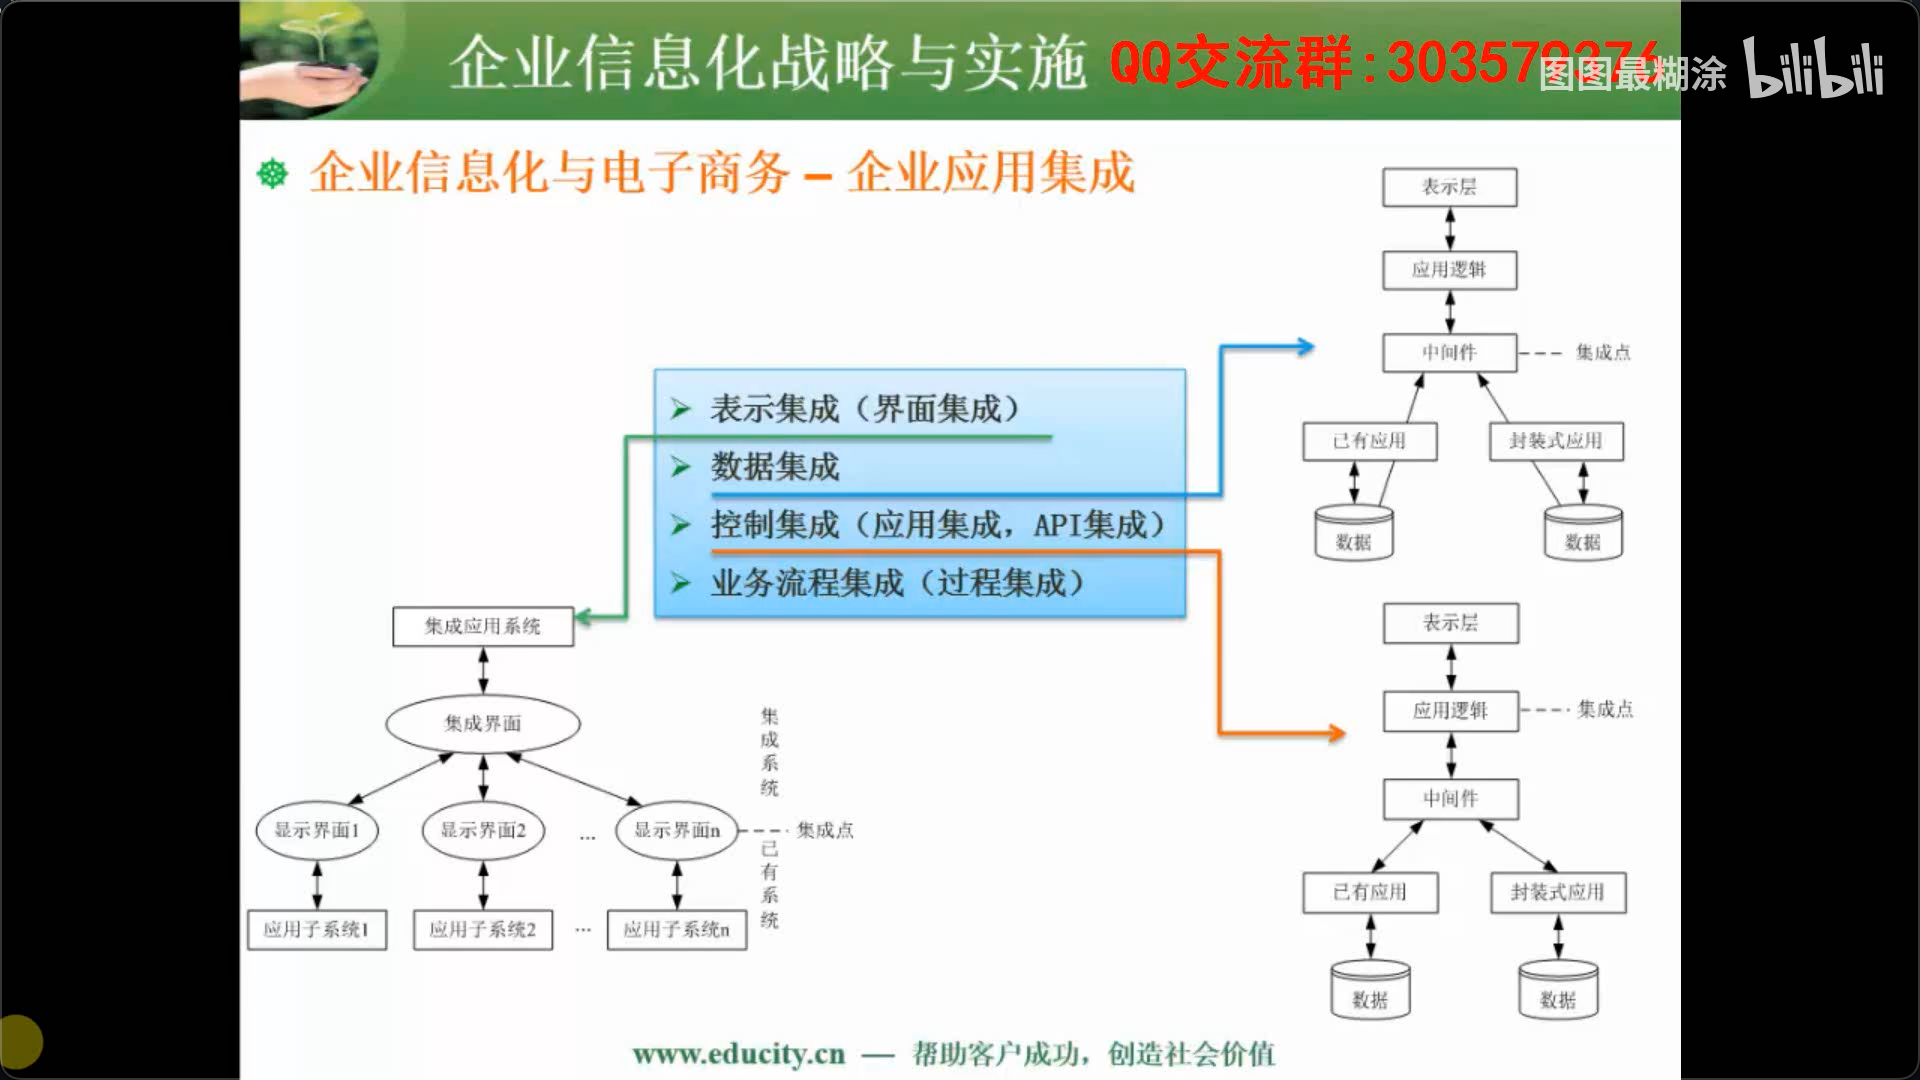 企业信息化战略与实施
QQ交流群:303579376
图图最糊涂
bilibili
企业信息化与电子商务 – 企业应用集成
表示集成（界面集成）
数据集成
控制集成（应用集成，API集成）
业务流程集成（过程集成）
表示层
应用逻辑
中间件
集成点
已有应用
封装式应用
数据
数据
集成应用系统
集成界面
显示界面1
显示界面2
...
显示界面n
集成系统
集成点
已有系统
应用子系统1
应用子系统2
...
应用子系统n
表示层
应用逻辑
集成点
中间件
已有应用
封装式应用
数据
数据
www.educity.cn — 帮助客户成功，创造社会价值